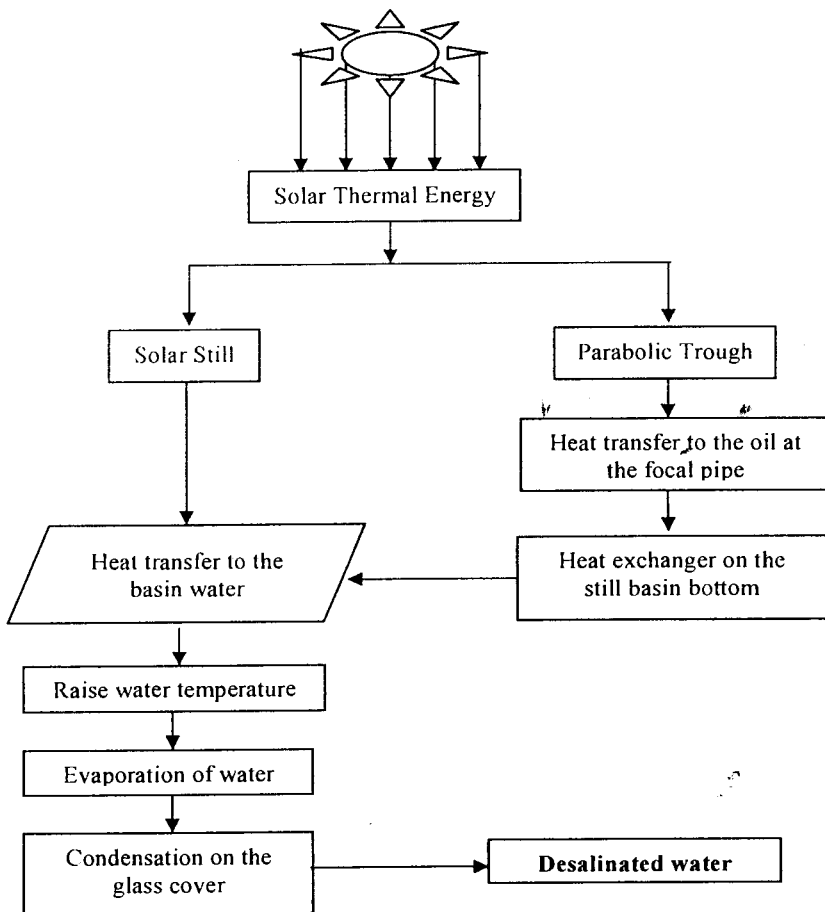 Solar Thermal Energy
Solar Still
Parabolic Trough
Heat transfer to the oil at
the focal pipe
Heat transfer to the
basin water
Heat exchanger on the
still basin bottom
Raise water temperature
Evaporation of water
Condensation on the
glass cover
Desalinated water